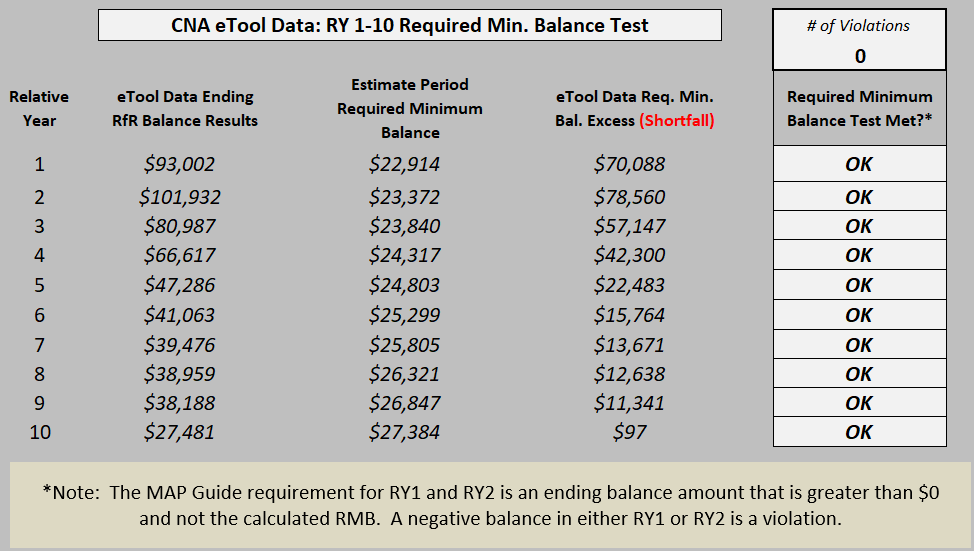 CNA eTool Data: RY 1-10 Required Min. Balance Test
# of Violations
0
Relative
Year
eTool Data Ending
RfR Balance Results
Estimate Period
Required Minimum
Balance
eTool Data Req. Min.
Bal. Excess (Shortfall)
Required Minimum
Balance Test Met?*
1 $93,002 $22,914 $70,088 OK
2 $101,932 $23,372 $78,560 OK
3 $80,987 $23,840 $57,147 OK
4 $66,617 $24,317 $42,300 OK
5 $47,286 $24,803 $22,483 OK
6 $41,063 $25,299 $15,764 OK
7 $39,476 $25,805 $13,671 OK
8 $38,959 $26,321 $12,638 OK
9 $38,188 $26,847 $11,341 OK
10 $27,481 $27,384 $97 OK
*Note:  The MAP Guide requirement for RY1 and RY2 is an ending balance amount that is greater than $0
and not the calculated RMB.  A negative balance in either RY1 or RY2 is a violation.